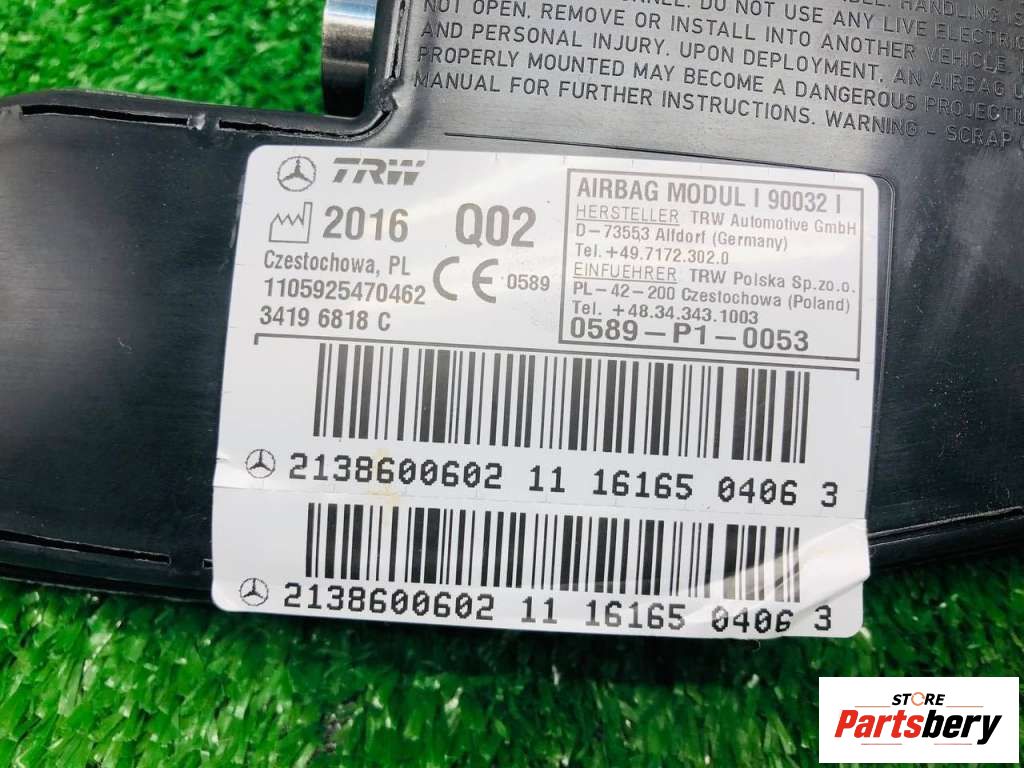 NOT OPEN, REMOVE OR INSTALL INTO ANOTHER VEHICLE.
AND PERSONAL INJURY. UPON DEPLOYMENT, AN AIRBAG
PROPERLY MOUNTED MAY BECOME A DANGEROUS PROJECTIL
MANUAL FOR FURTHER INSTRUCTIONS. WARNING - SCRAP
TRW
2016 Q02
Czestochowa, PL
1105925470462
CE 0589
3419 6818 C
AIRBAG MODUL I 90032 I
HERSTELLER TRW Automotive GmbH
D-73553 Alfdorf (Germany)
Tel. +49.7172.302.0
EINFUEHRER TRW Polska Sp.zo.o.
PL-42-200 Czestochowa (Poland)
Tel. +48.34.343.1003
0589-P1-0053
2138600602 11 16165 0406 3
2138600602 11 16165 0406 3
STORE
Partsbery